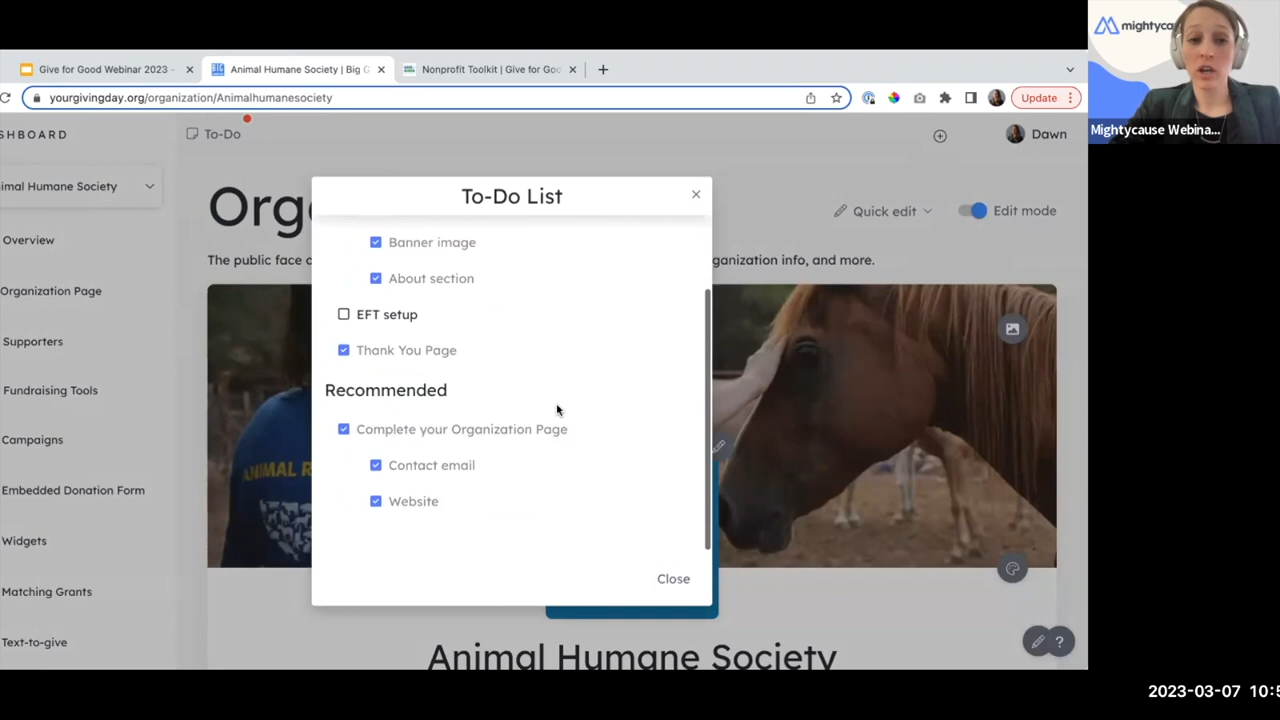 Give for Good Webinar 2023 -
Animal Humane Society | Big G
Nonprofit Toolkit | Give for Goo
yourgivingday.org/organization/Animalhumanesociety
Update
mightyca
Mightycause Webina...
SHBOARD
To-Do
Dawn
imal Humane Society
Overview
Organization Page
Supporters
Fundraising Tools
Campaigns
Embedded Donation Form
Widgets
Matching Grants
Text-to-give
Orga
Quick edit
Edit mode
The public face o
ganization info, and more.
To-Do List
Banner image
About section
EFT setup
Thank You Page
Recommended
Complete your Organization Page
Contact email
Website
Close
ANIMAL R
Animal Humane Society
?
2023-03-07 10:5